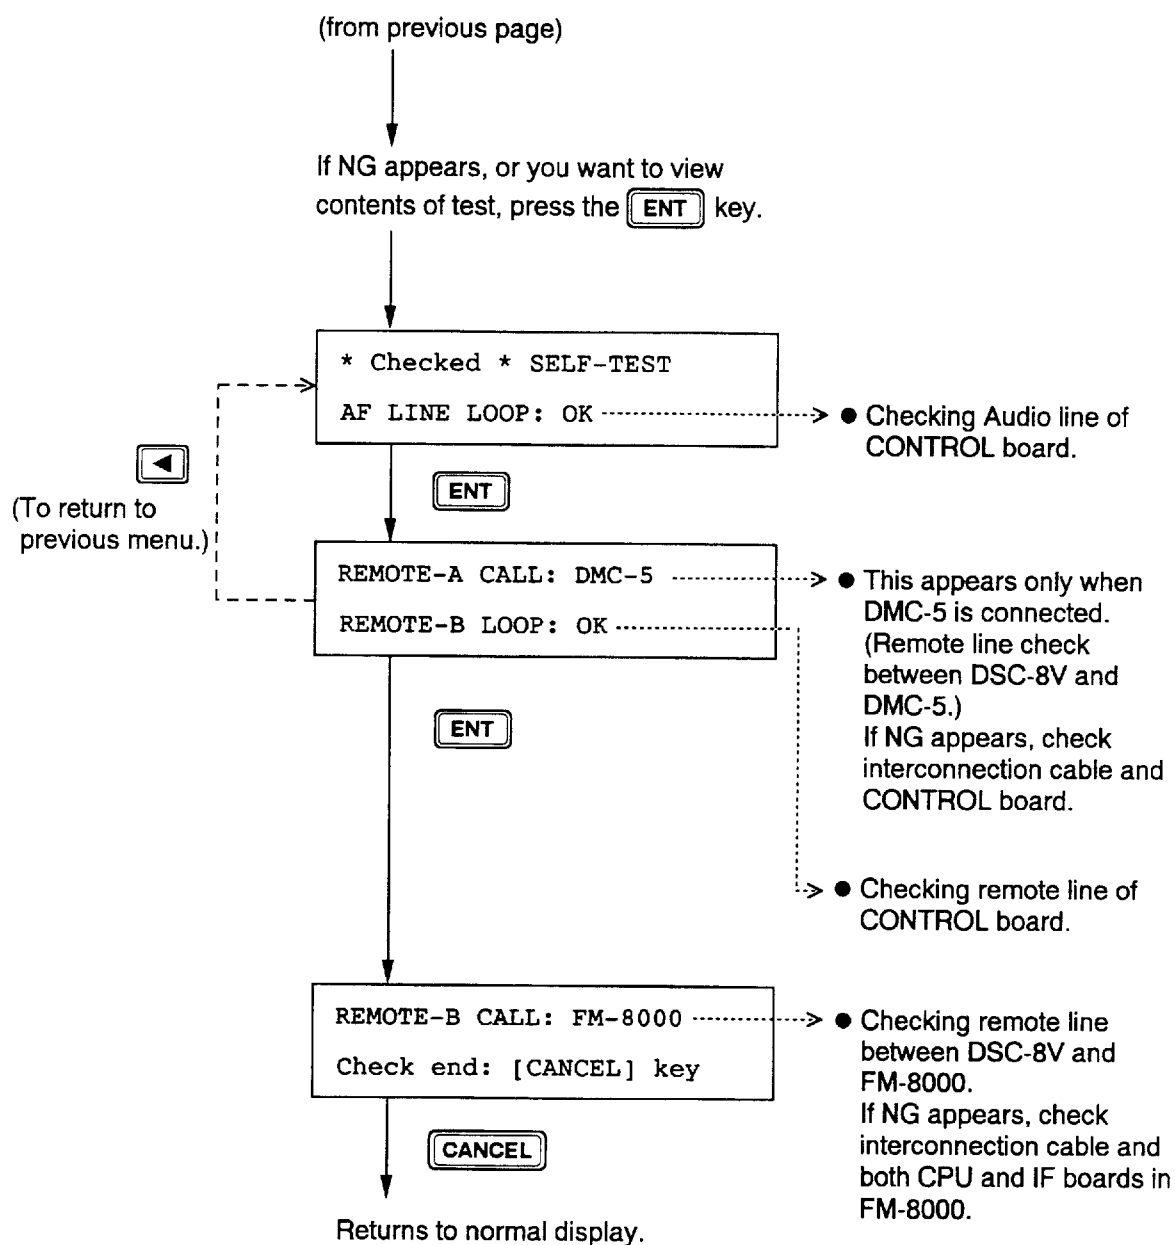 (from previous page)
If NG appears, or you want to view
contents of test, press the ENT key.
* Checked * SELF-TEST
AF LINE LOOP: OK
● Checking Audio line of
CONTROL board.
ENT
(To return to
previous menu.)
REMOTE-A CALL: DMC-5
REMOTE-B LOOP: OK
● This appears only when
DMC-5 is connected.
(Remote line check
between DSC-8V and
DMC-5.)
If NG appears, check
interconnection cable and
CONTROL board.
ENT
● Checking remote line of
CONTROL board.
REMOTE-B CALL: FM-8000
Check end: [CANCEL] key
● Checking remote line
between DSC-8V and
FM-8000.
If NG appears, check
interconnection cable and
both CPU and IF boards in
FM-8000.
CANCEL
Returns to normal display.